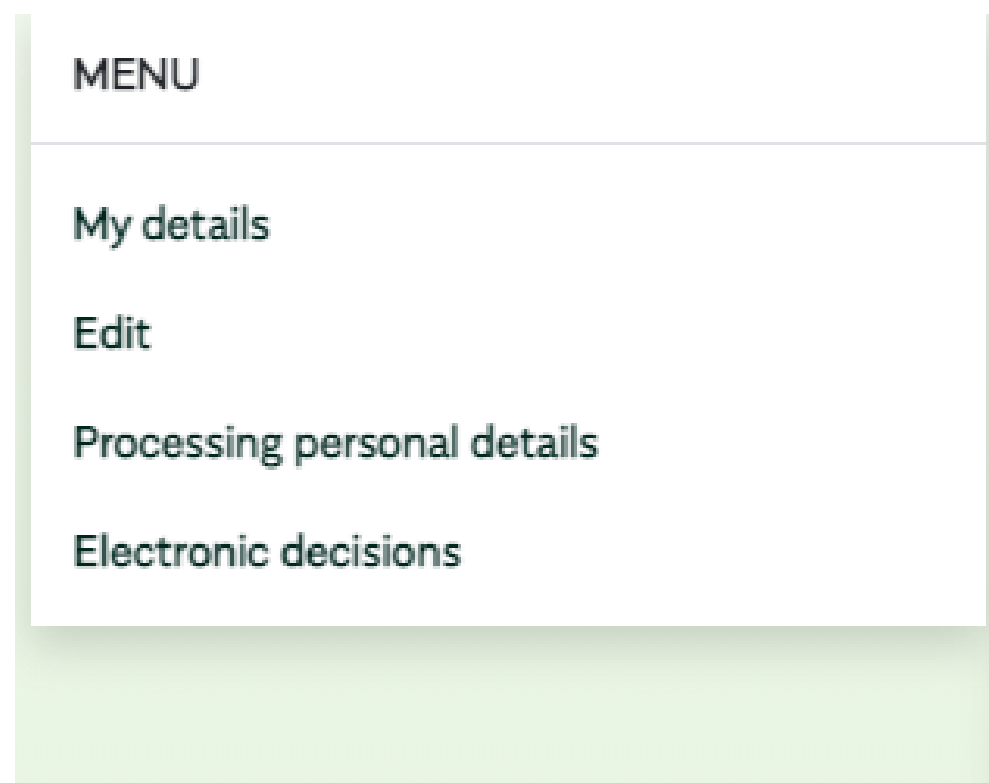 MENU
My details
Edit
Processing personal details
Electronic decisions